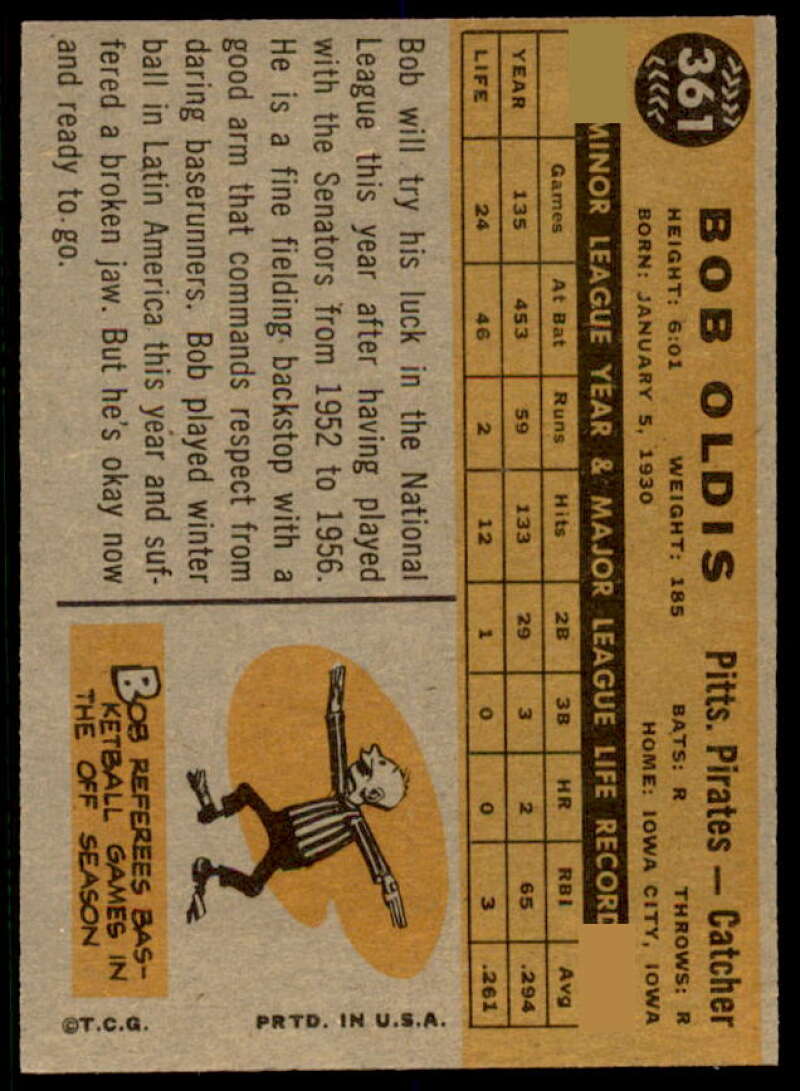 361
BOB OLDIS Pitts. Pirates — Catcher
HEIGHT: 6:01 WEIGHT: 185 BATS: R THROWS: R
BORN: JANUARY 5, 1930 HOME: IOWA CITY, IOWA
MINOR LEAGUE YEAR & MAJOR LEAGUE LIFE RECORD
Games At Bat Runs Hits 2B 3B HR RBI Avg
YEAR 135 453 59 133 29 3 2 65 .294
LIFE 24 46 2 12 1 0 0 3 .261
Bob will try his luck in the National
League this year after having played
with the Senators from 1952 to 1956.
He is a fine fielding backstop with a
good arm that commands respect from
daring baserunners. Bob played winter
ball in Latin America this year and suf-
fered a broken jaw. But he's okay now
and ready to go.
BOB REFEREES BAS-
KETBALL GAMES IN
THE OFF SEASON
©T.C.G. PRTD. IN U.S.A.